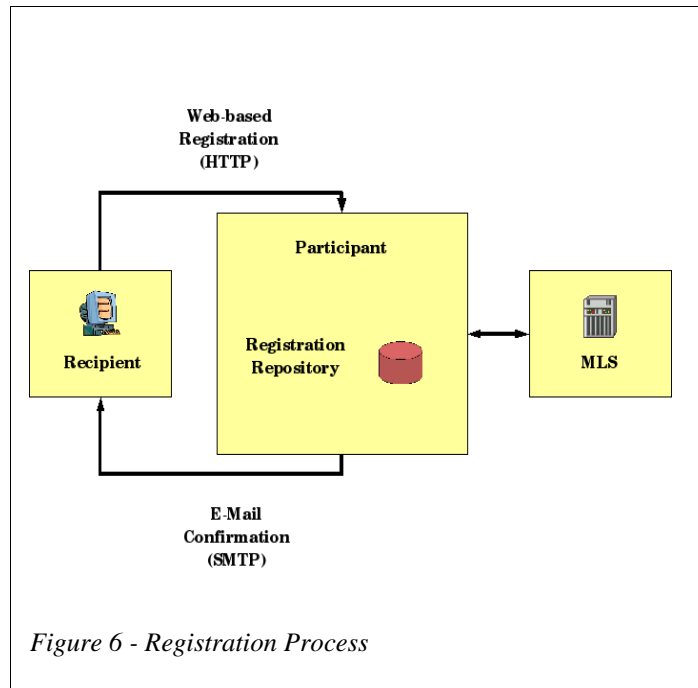 Web-based
Registration
(HTTP)
Participant
Recipient
Registration
Repository
MLS
E-Mail
Confirmation
(SMTP)
Figure 6 - Registration Process